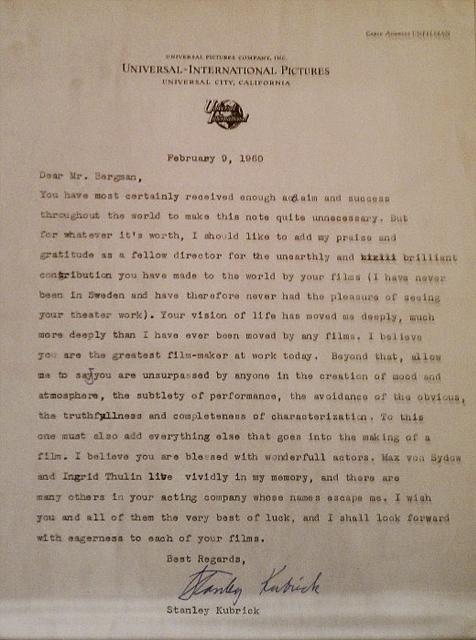 CABLE ADDRESS UNFILMAN
UNIVERSAL PICTURES COMPANY, INC.
UNIVERSAL-INTERNATIONAL PICTURES
UNIVERSAL CITY, CALIFORNIA
Universal
International
February 9, 1960
Dear Mr. Bergman,
You have most certainly received enough acclaim and success
throughout the world to make this note quite unnecessary. But
for whatever it's worth, I should like to add my praise and
gratitude as a fellow director for the unearthly and brilliant
contribution you have made to the world by your films (I have never
been in Sweden and have therefore never had the pleasure of seeing
your theater work). Your vision of life has moved me deeply, much
more deeply than I have ever been moved by any films. I believe
you are the greatest film-maker at work today. Beyond that, allow
me to say you are unsurpassed by anyone in the creation of mood and
atmosphere, the subtlety of performance, the avoidance of the obvious,
the truthfullness and completeness of characterization. To this
one must also add everything else that goes into the making of a
film. I believe you are blessed with wonderfull actors. Max von Sydow
and Ingrid Thulin live vividly in my memory, and there are
many others in your acting company whose names escape me. I wish
you and all of them the very best of luck, and I shall look forward
with eagerness to each of your films.
Best Regards,
Stanley Kubrick
Stanley Kubrick